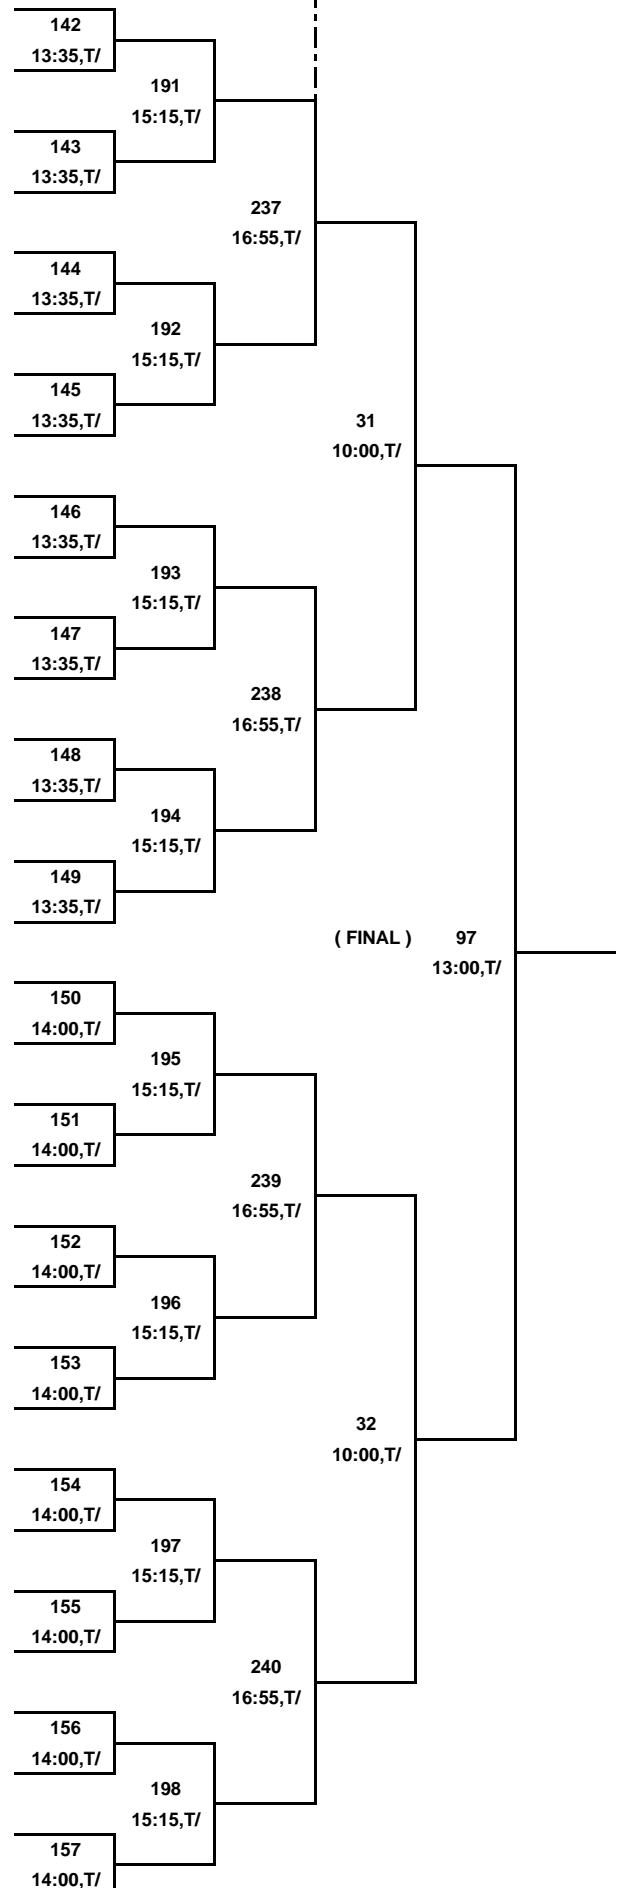 142
13:35,T/
191
15:15,T/
143
13:35,T/
237
16:55,T/
144
13:35,T/
192
15:15,T/
145
13:35,T/
31
10:00,T/
146
13:35,T/
193
15:15,T/
147
13:35,T/
238
16:55,T/
148
13:35,T/
194
15:15,T/
149
13:35,T/
( FINAL ) 97
13:00,T/
150
14:00,T/
195
15:15,T/
151
14:00,T/
239
16:55,T/
152
14:00,T/
196
15:15,T/
153
14:00,T/
32
10:00,T/
154
14:00,T/
197
15:15,T/
155
14:00,T/
240
16:55,T/
156
14:00,T/
198
15:15,T/
157
14:00,T/